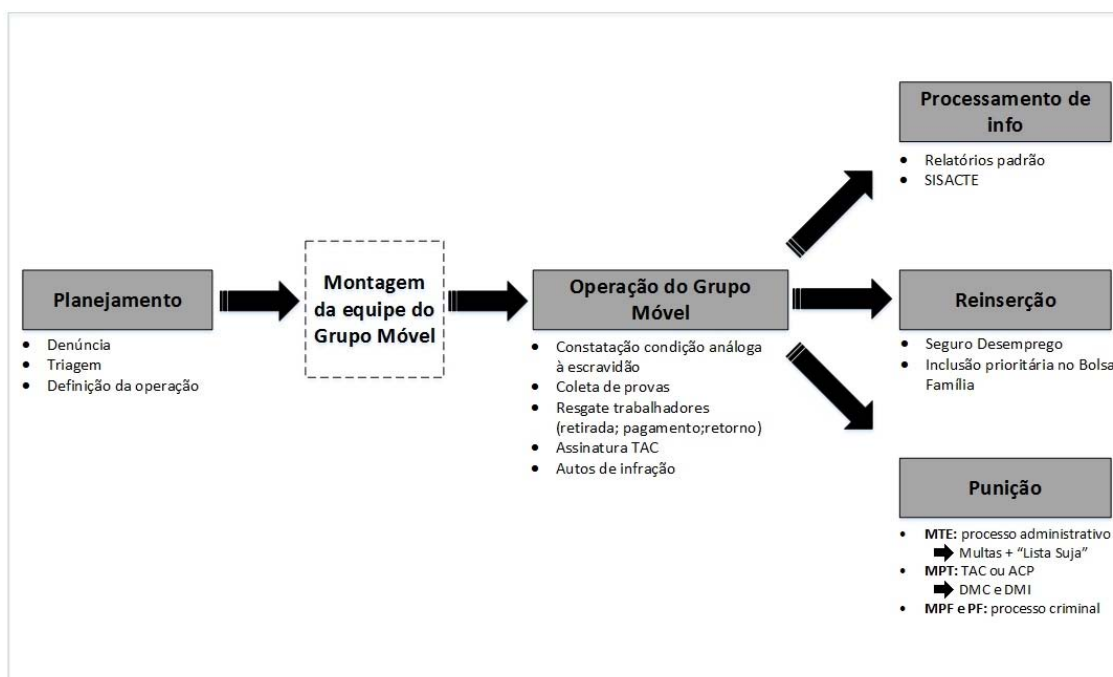 Planejamento
• Denúncia
• Triagem
• Definição da operação
Montagem
da equipe do
Grupo Móvel
Operação do Grupo
Móvel
• Constatação condição análoga
à escravidão
• Coleta de provas
• Resgate trabalhadores
(retirada; pagamento;retorno)
• Assinatura TAC
• Autos de infração
Processamento de
info
• Relatórios padrão
• SISACTE
Reinserção
• Seguro Desemprego
• Inclusão prioritária no Bolsa
Família
Punição
• MTE: processo administrativo
Multas + “Lista Suja”
• MPT: TAC ou ACP
DMC e DMI
• MPF e PF: processo criminal